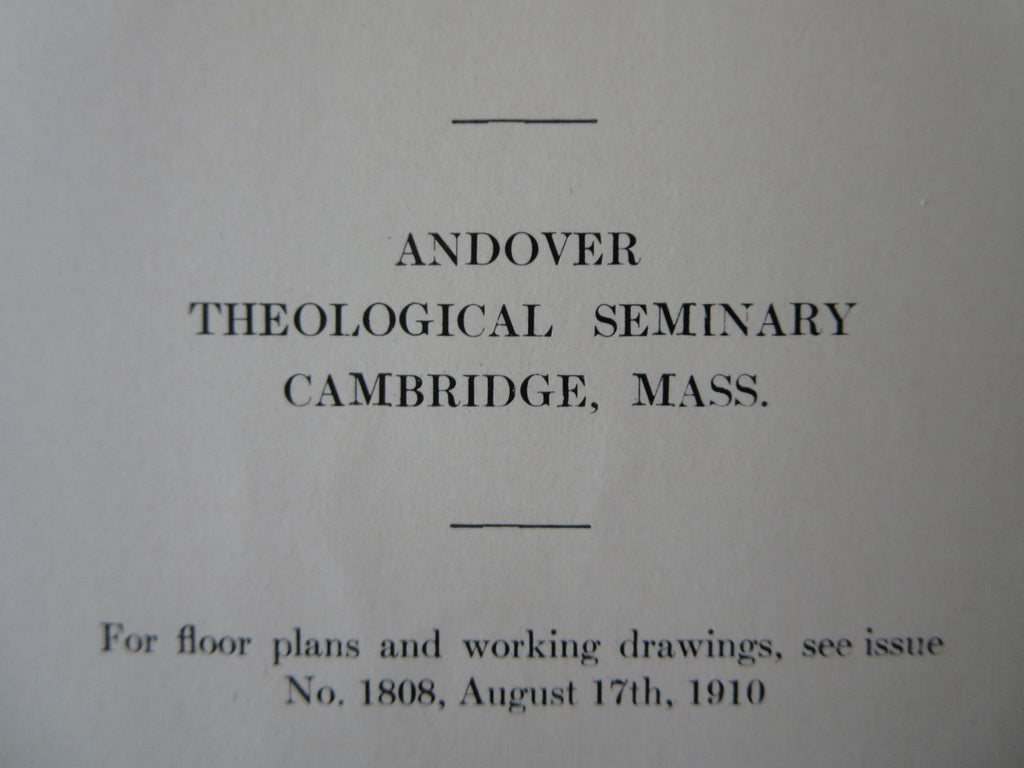 ANDOVER
THEOLOGICAL SEMINARY
CAMBRIDGE, MASS.
For floor plans and working drawings, see issue
No. 1808, August 17th, 1910